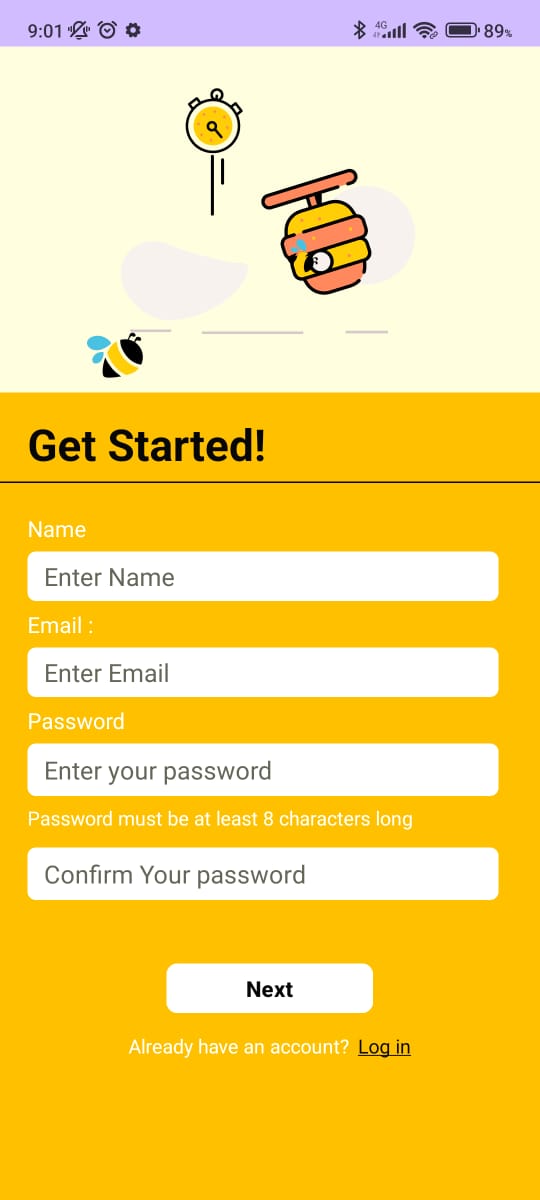 9:01 4G 89%
Get Started!
Name
Enter Name
Email :
Enter Email
Password
Enter your password
Password must be at least 8 characters long
Confirm Your password
Next
Already have an account? Log in